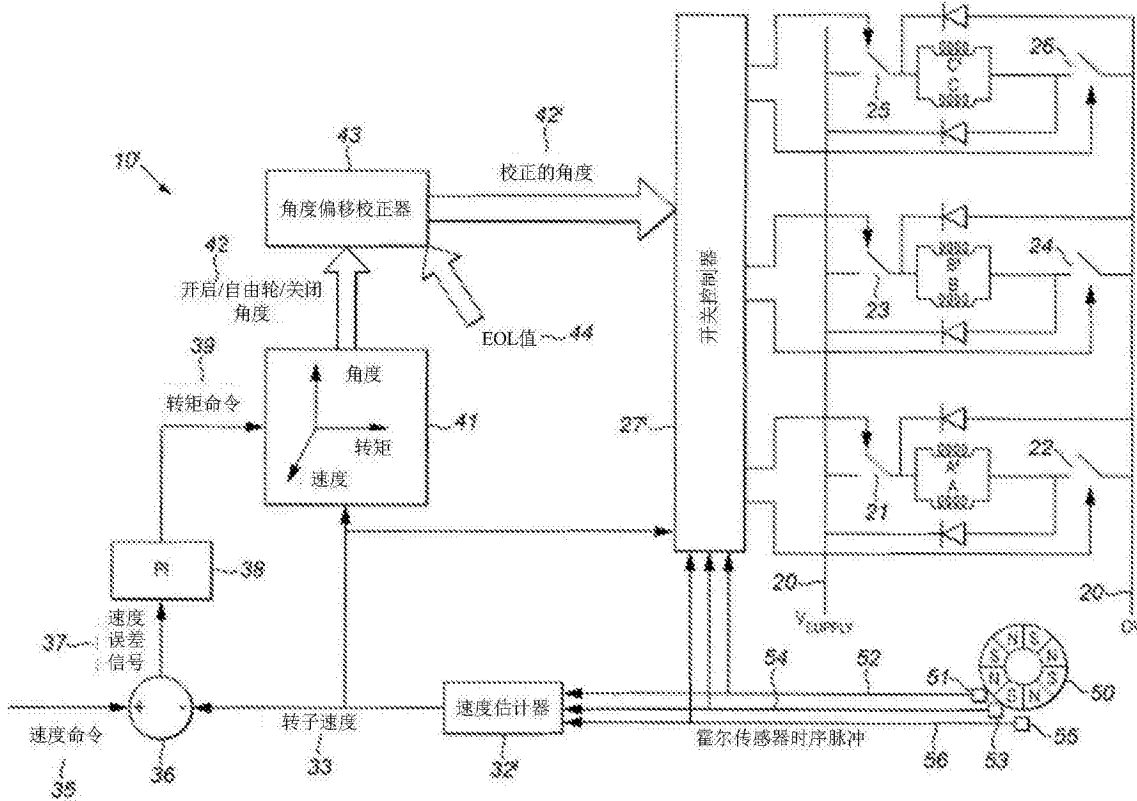 10'
43
42'
校正的角度
角度偏移校正器
42
开启/自由轮/关闭
角度
EOL值
44
39
转矩命令
角度
转矩
速度
41
开关控制器
27'
PI
38
37
速度
误差
信号
速度命令
35
36
转子速度
33
速度估计器
32'
54
52
霍尔传感器时序脉冲
56
53
55
51
50
N
S
N
S
N
S
N
S
20
V SUPPLY
20
0V
25
26
C'
C
23
24
B'
B
21
22
A'
A